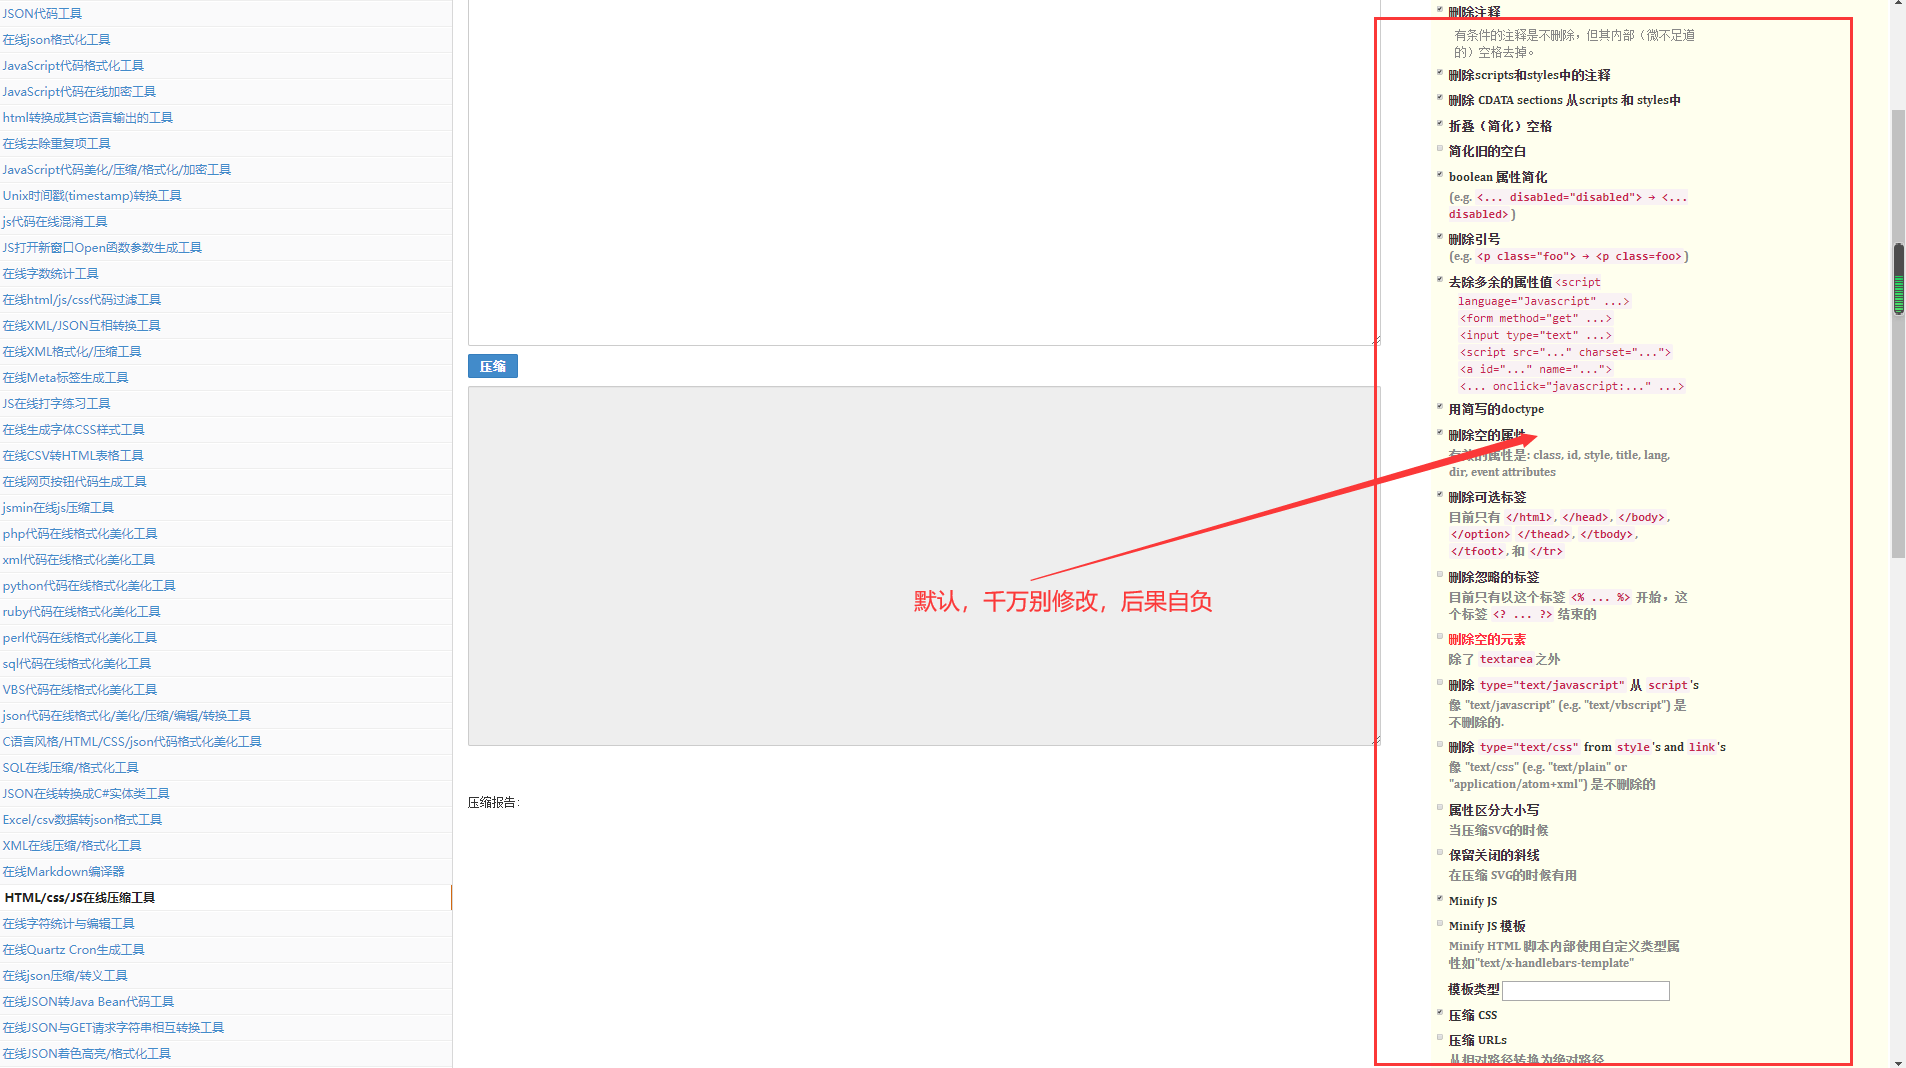 JSON代码工具
在线json格式化工具
JavaScript代码格式化工具
JavaScript代码在线加密工具
html转换成其它语言输出的工具
在线去除重复项工具
JavaScript代码美化/压缩/格式化/加密工具
Unix时间戳(timestamp)转换工具
js代码在线混淆工具
JS打开新窗口Open函数参数生成工具
在线字数统计工具
在线html/js/css代码过滤工具
在线XML/JSON互相转换工具
在线XML格式化/压缩工具
在线Meta标签生成工具
JS在线打字练习工具
在线生成字体CSS样式工具
在线CSV转HTML表格工具
在线网页按钮代码生成工具
jsmin在线js压缩工具
php代码在线格式化美化工具
xml代码在线格式化美化工具
python代码在线格式化美化工具
ruby代码在线格式化美化工具
perl代码在线格式化美化工具
sql代码在线格式化美化工具
VBS代码在线格式化美化工具
json代码在线格式化/美化/压缩/编辑/转换工具
C语言风格/HTML/CSS/json代码格式化美化工具
SQL在线压缩/格式化工具
JSON在线转换成C#实体类工具
Excel/csv数据转json格式工具
XML在线压缩/格式化工具
在线Markdown编译器
HTML/css/JS在线压缩工具
在线字符统计与编辑工具
在线Quartz Cron生成工具
在线json压缩/转义工具
在线JSON转Java Bean代码工具
在线JSON与GET请求字符串相互转换工具
在线JSON着色高亮/格式化工具
压缩
默认，千万别修改，后果自负
压缩报告：
删除注释
有条件的注释是不删除，但其内部（微不足道
的）空格去掉。
删除scripts和styles中的注释
删除 CDATA sections 从scripts 和 styles中
折叠（简化）空格
简化旧的空白
boolean 属性简化
(e.g. <... disabled="disabled"> → <...
disabled>)
删除引号
(e.g. <p class="foo"> → <p class=foo>)
去除多余的属性值 <script
language="Javascript" ...>
<form method="get" ...>
<input type="text" ...>
<script src="..." charset="...">
<a id="..." name="...">
<... onclick="javascript:..." ...>
用简写的doctype
删除空的属性
有效的属性是: class, id, style, title, lang,
dir, event attributes
删除可选标签
目前只有 </html>, </head>, </body>,
</option> </thead>, </tbody>,
</tfoot>, 和 </tr>
删除忽略的标签
目前只有以这个标签 <% ... %> 开始，这
个标签 <? ... ?> 结束的
删除空的元素
除了 textarea 之外
删除 type="text/javascript" 从 script's
像 "text/javascript" (e.g. "text/vbscript") 是
不删除的.
删除 type="text/css" from style's and link's
像 "text/css" (e.g. "text/plain" or
"application/atom+xml") 是不删除的
属性区分大小写
当压缩SVG的时候
保留关闭的斜线
在压缩 SVG的时候有用
Minify JS
Minify JS 模板
Minify HTML 脚本内部使用自定义类型属
性如"text/x-handlebars-template"
模板类型
压缩 CSS
压缩 URLs
从相对路径转换为绝对路径